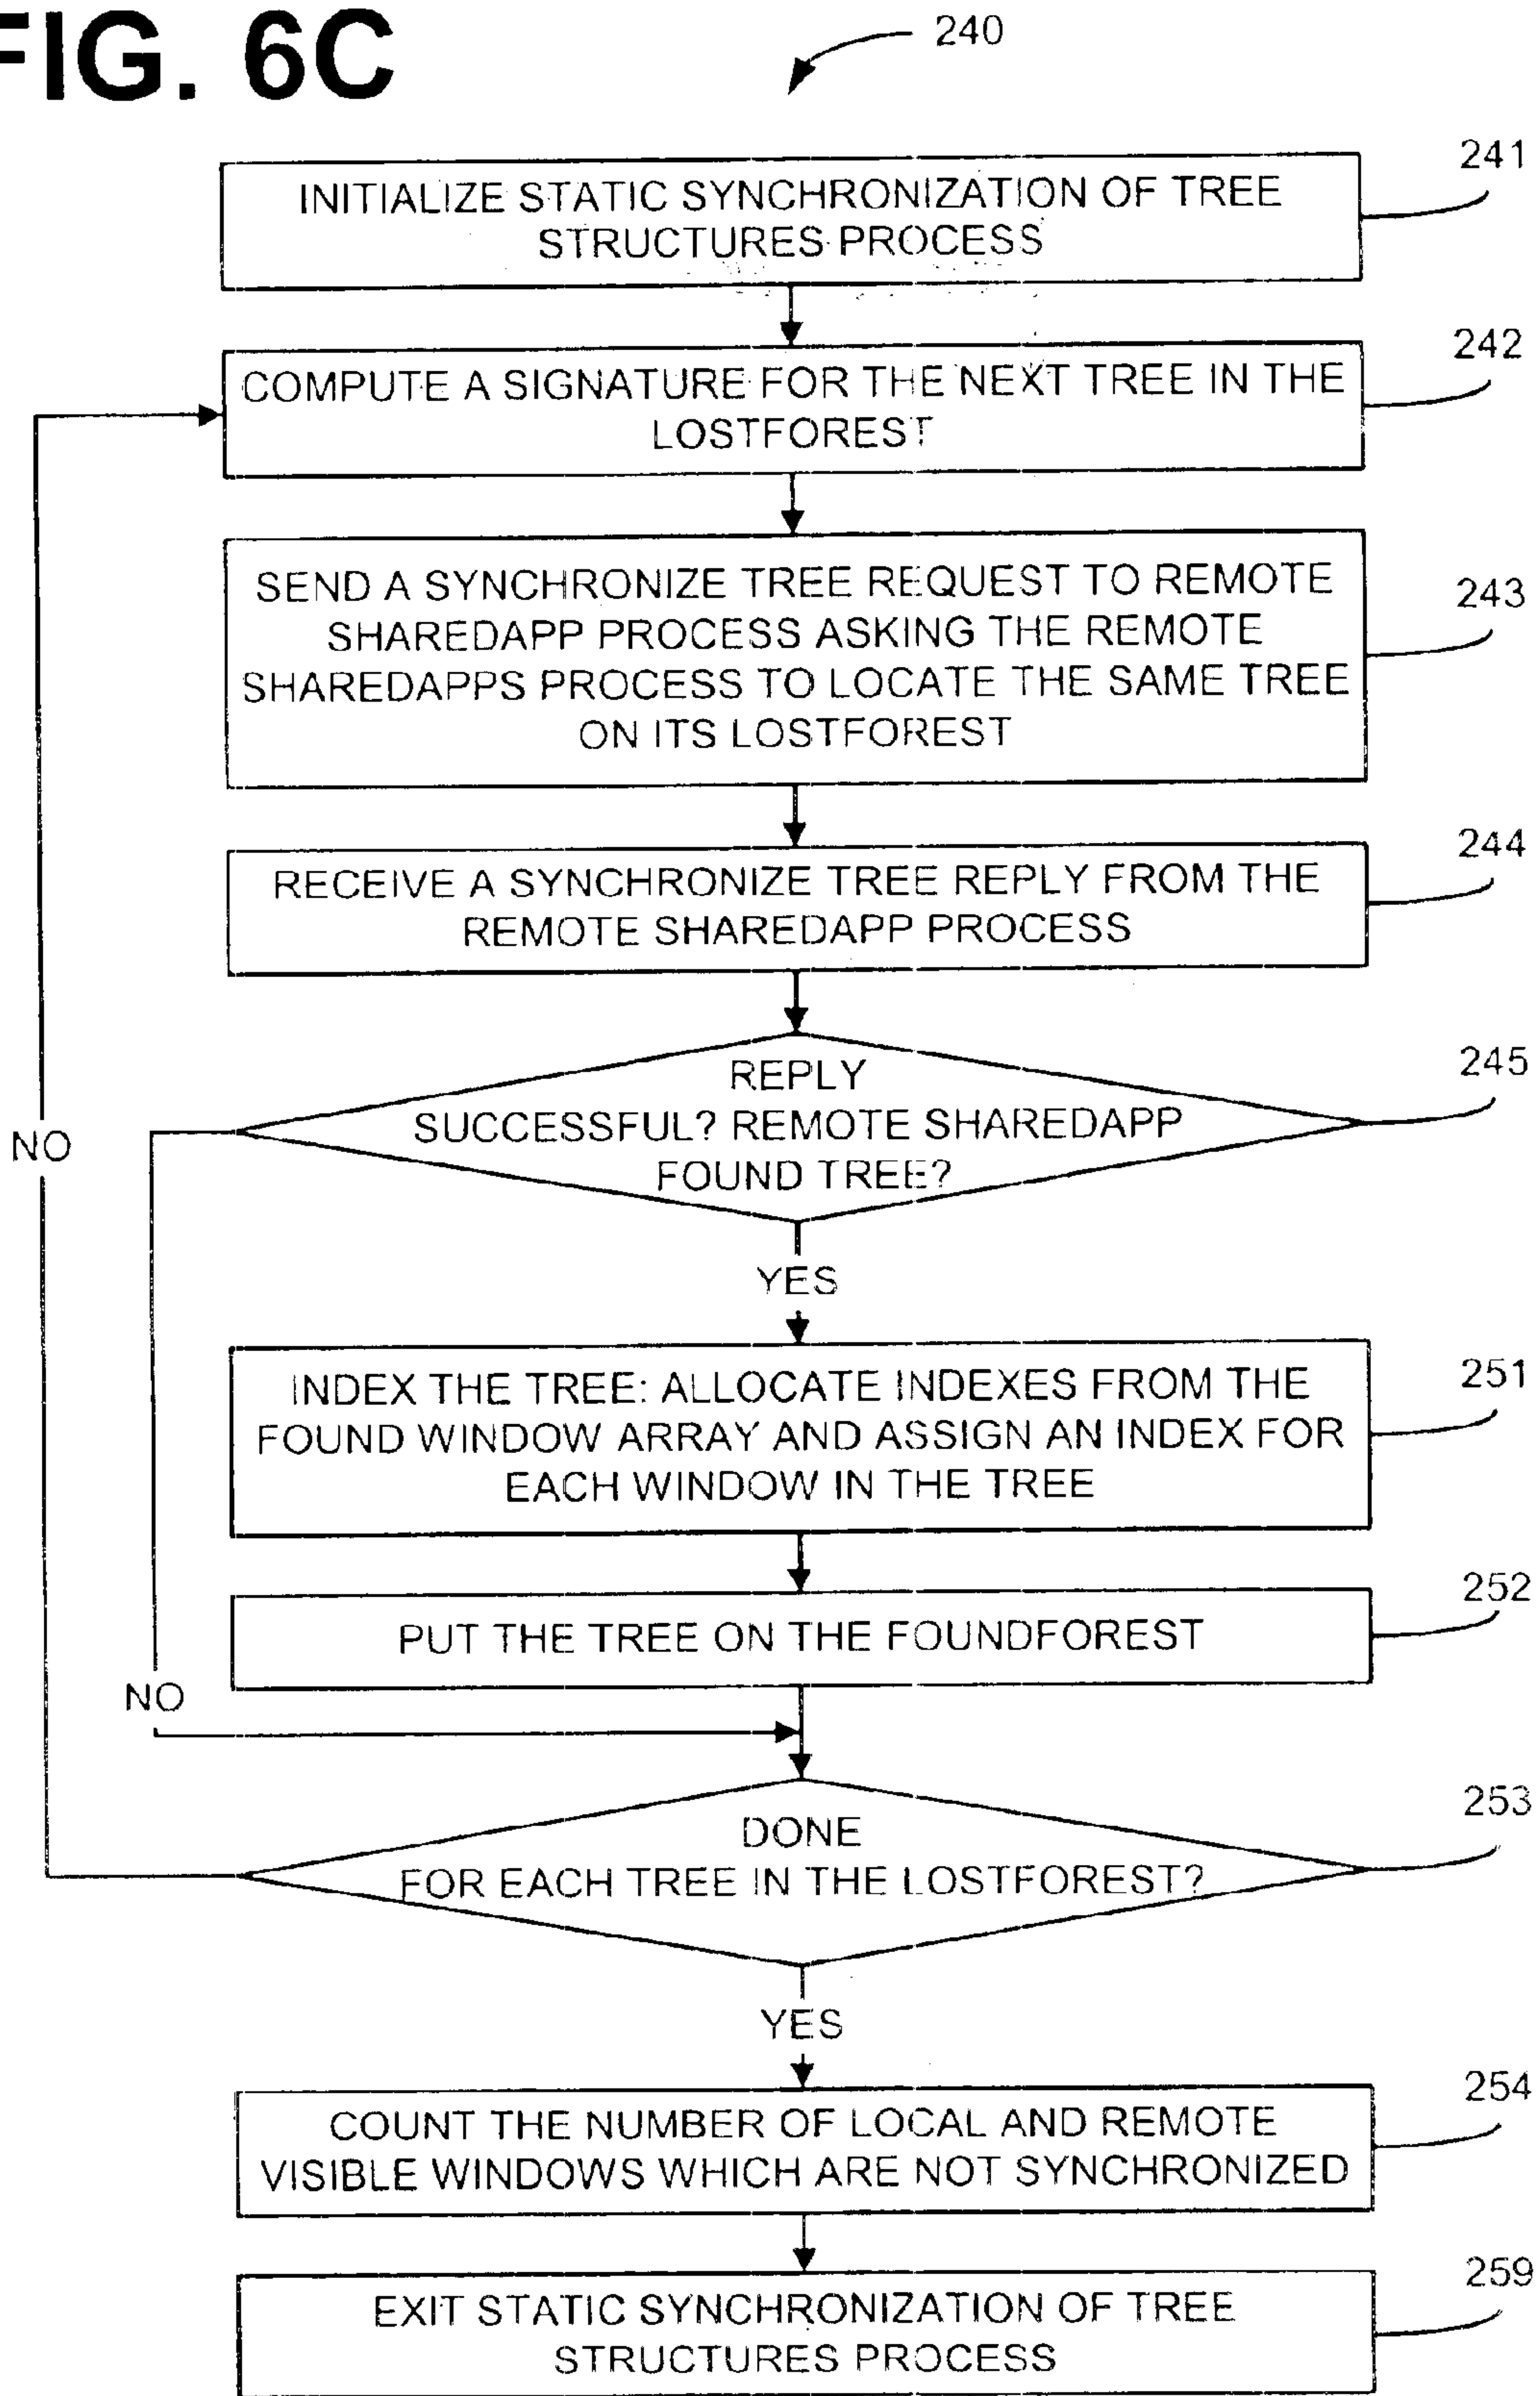 FIG. 6C
240
INITIALIZE STATIC SYNCHRONIZATION OF TREE
STRUCTURES PROCESS
241
COMPUTE A SIGNATURE FOR THE NEXT TREE IN THE
LOSTFOREST
242
SEND A SYNCHRONIZE TREE REQUEST TO REMOTE
SHAREDAPP PROCESS ASKING THE REMOTE
SHAREDAPPS PROCESS TO LOCATE THE SAME TREE
ON ITS LOSTFOREST
243
RECEIVE A SYNCHRONIZE TREE REPLY FROM THE
REMOTE SHAREDAPP PROCESS
244
REPLY
SUCCESSFUL? REMOTE SHAREDAPP
FOUND TREE?
245
NO
YES
INDEX THE TREE: ALLOCATE INDEXES FROM THE
FOUND WINDOW ARRAY AND ASSIGN AN INDEX FOR
EACH WINDOW IN THE TREE
251
PUT THE TREE ON THE FOUNDFOREST
252
NO
DONE
FOR EACH TREE IN THE LOSTFOREST?
253
YES
COUNT THE NUMBER OF LOCAL AND REMOTE
VISIBLE WINDOWS WHICH ARE NOT SYNCHRONIZED
254
EXIT STATIC SYNCHRONIZATION OF TREE
STRUCTURES PROCESS
259